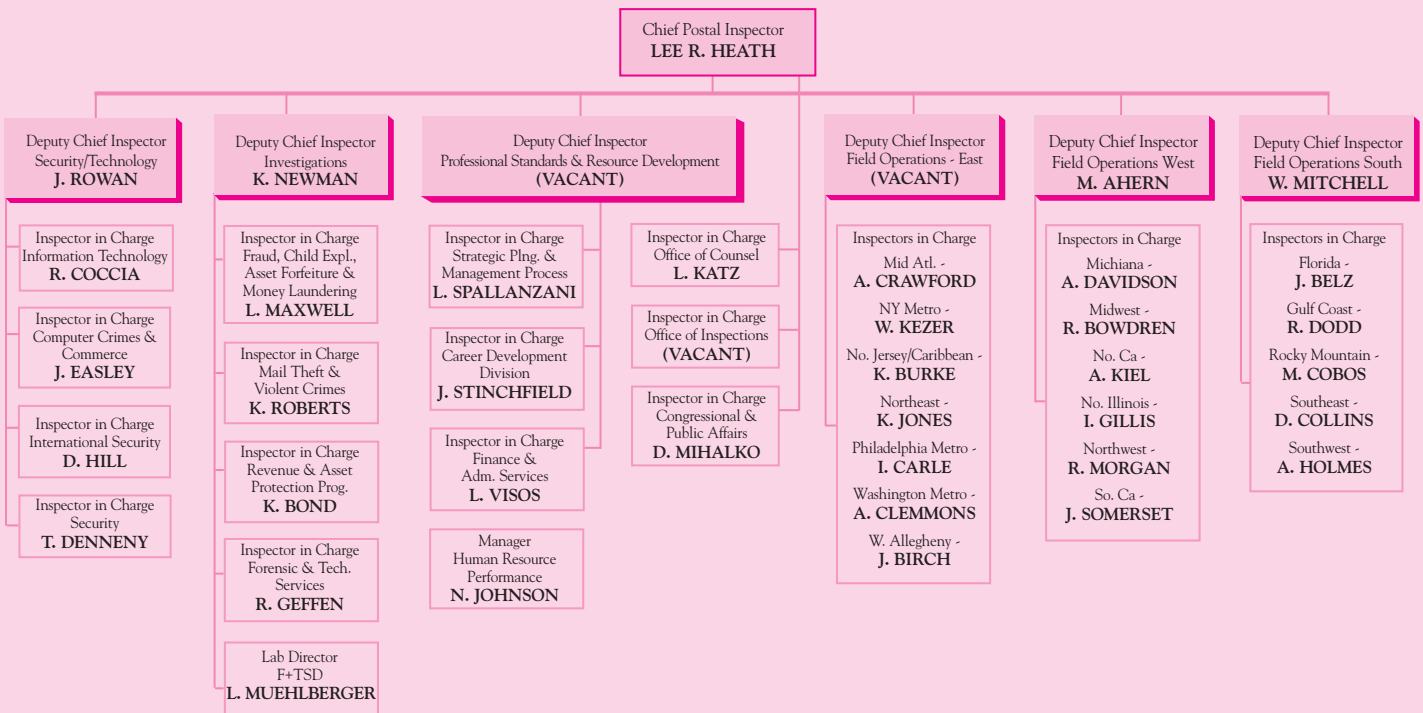 Chief Postal Inspector
LEE R. HEATH
Deputy Chief Inspector
Security/Technology
J. ROWAN
Inspector in Charge
Information Technology
R. COCCIA
Inspector in Charge
Computer Crimes &
Commerce
J. EASLEY
Inspector in Charge
International Security
D. HILL
Inspector in Charge
Security
T. DENNENY
Deputy Chief Inspector
Investigations
K. NEWMAN
Inspector in Charge
Fraud, Child Expl.,
Asset Forfeiture &
Money Laundering
L. MAXWELL
Inspector in Charge
Mail Theft &
Violent Crimes
K. ROBERTS
Inspector in Charge
Revenue & Asset
Protection Prog.
K. BOND
Inspector in Charge
Forensic & Tech.
Services
R. GEFFEN
Lab Director
F+TSD
L. MUEHLBERGER
Deputy Chief Inspector
Professional Standards & Resource Development
(VACANT)
Inspector in Charge
Strategic Plng. &
Management Process
L. SPALLANZANI
Inspector in Charge
Career Development
Division
J. STINCHFIELD
Inspector in Charge
Finance &
Adm. Services
L. VISOS
Manager
Human Resource
Performance
N. JOHNSON
Inspector in Charge
Office of Counsel
L. KATZ
Inspector in Charge
Office of Inspections
(VACANT)
Inspector in Charge
Congressional &
Public Affairs
D. MIHALKO
Deputy Chief Inspector
Field Operations - East
(VACANT)
Inspectors in Charge
Mid Atl. -
A. CRAWFORD
NY Metro -
W. KEZER
No. Jersey/Caribbean -
K. BURKE
Northeast -
K. JONES
Philadelphia Metro -
I. CARLE
Washington Metro -
A. CLEMMONS
W. Allegheny -
J. BIRCH
Deputy Chief Inspector
Field Operations West
M. AHERN
Inspectors in Charge
Michiana -
A. DAVIDSON
Midwest -
R. BOWDREN
No. Ca -
A. KIEL
No. Illinois -
I. GILLIS
Northwest -
R. MORGAN
So. Ca -
J. SOMERSET
Deputy Chief Inspector
Field Operations South
W. MITCHELL
Inspectors in Charge
Florida -
J. BELZ
Gulf Coast -
R. DODD
Rocky Mountain -
M. COBOS
Southeast -
D. COLLINS
Southwest -
A. HOLMES